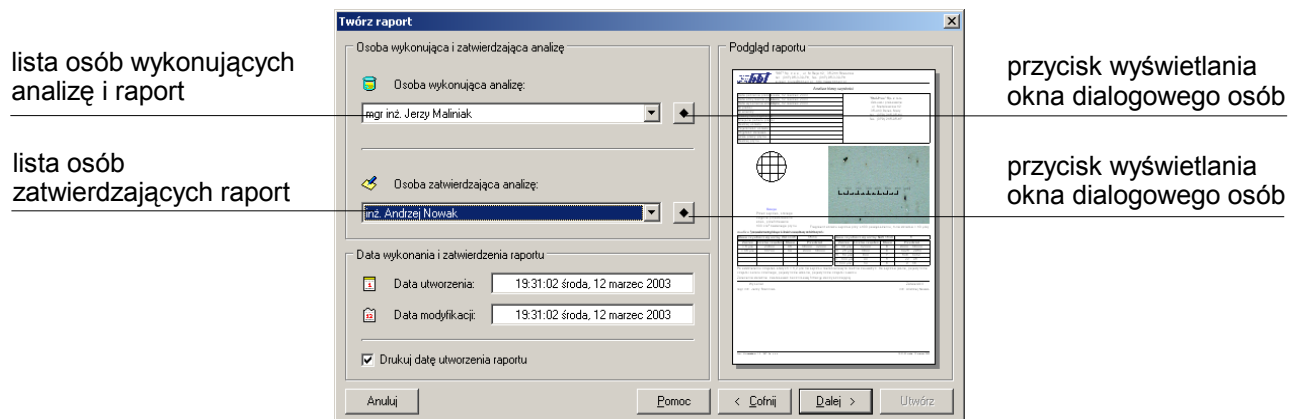 Twórz raport
lista osób wykonujących
analizę i raport
lista osób
zatwierdzających raport
Osoba wykonująca i zatwierdzająca analizę
Osoba wykonująca analizę:
mgr inż. Jerzy Maliniak
Osoba zatwierdzająca analizę:
inż. Andrzej Nowak
Data wykonania i zatwierdzenia raportu
Data utworzenia: 19:31:02 środa, 12 marzec 2003
Data modyfikacji: 19:31:02 środa, 12 marzec 2003
Drukuj datę utworzenia raportu
Podgląd raportu
przycisk wyświetlania
okna dialogowego osób
przycisk wyświetlania
okna dialogowego osób
Anuluj
Pomoc
< Cofnij
Dalej >
Utwórz